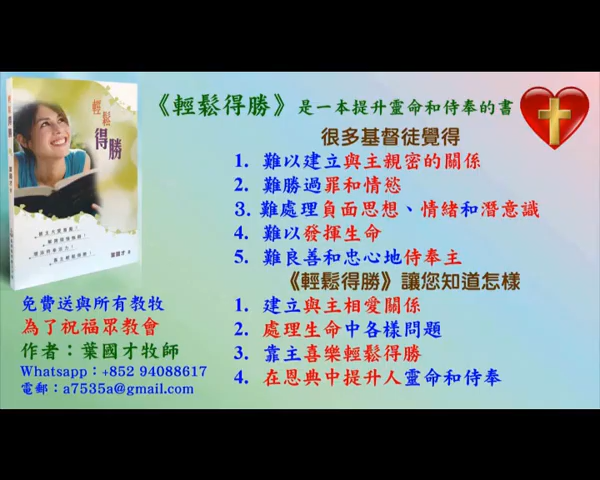 《輕鬆得勝》是一本提升靈命和侍奉的書
很多基督徒覺得
1. 難以建立與主親密的關係
2. 難勝過罪和情慾
3. 難處理負面思想、情緒和潛意識
4. 難以發揮生命
5. 難良善和忠心地侍奉主
《輕鬆得勝》讓您知道怎樣
1. 建立與主相愛關係
2. 處理生命中各樣問題
3. 靠主喜樂輕鬆得勝
4. 在恩典中提升人靈命和侍奉
輕鬆
得勝
葉國才 著
免費送與所有教牧
為了祝福眾教會
作者：葉國才牧師
Whatsapp：+852 94088617
電郵：a7535a@gmail.com